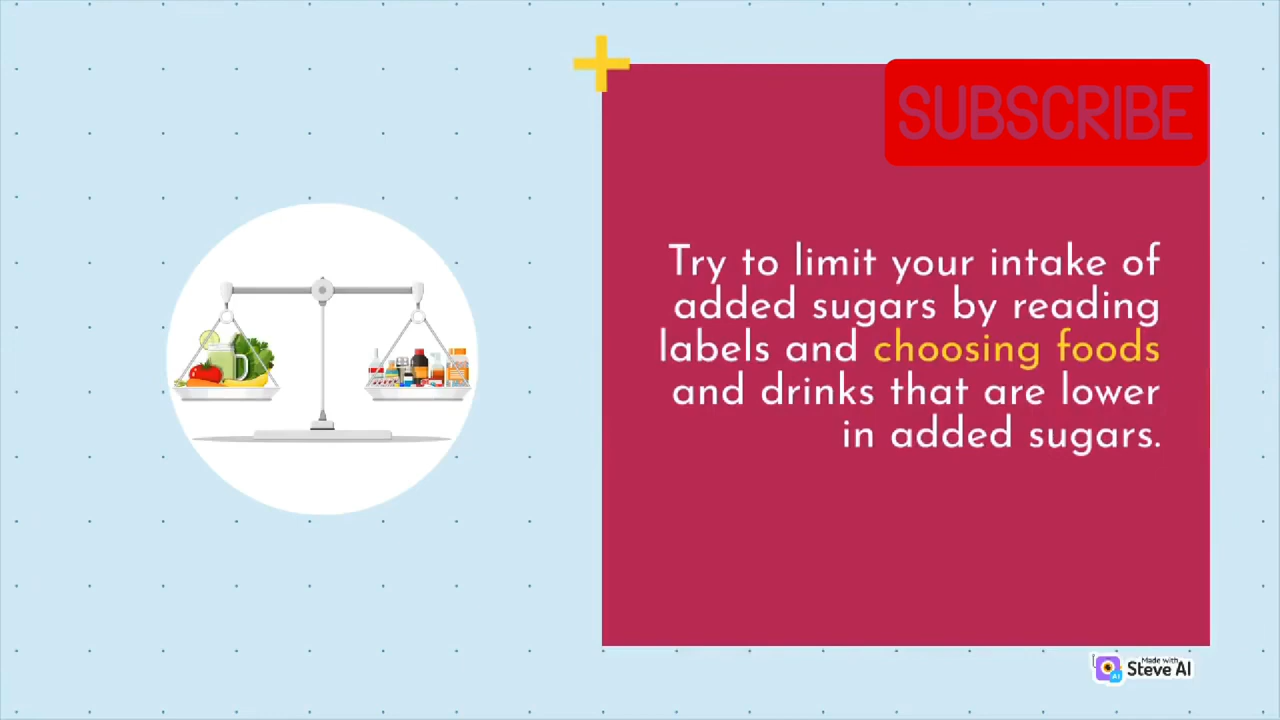 SUBSCRIBE
Try to limit your intake of
added sugars by reading
labels and choosing foods
and drinks that are lower
in added sugars.
Made with
Steve AI